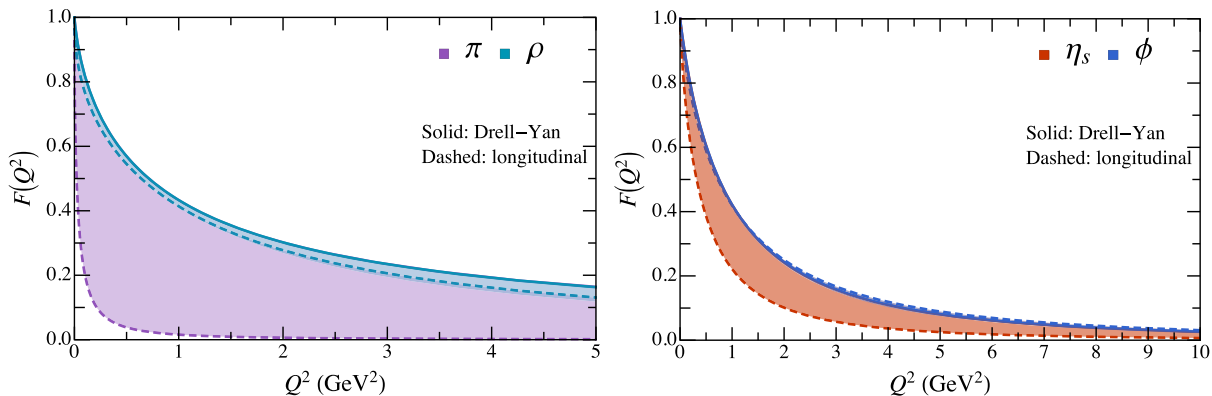 π ρ
Solid: Drell−Yan
Dashed: longitudinal
F(Q²)
1.0
0.8
0.6
0.4
0.2
0.0
0 1 2 3 4 5
Q² (GeV²)
ηₛ ϕ
Solid: Drell−Yan
Dashed: longitudinal
F(Q²)
1.0
0.8
0.6
0.4
0.2
0.0
0 1 2 3 4 5 6 7 8 9 10
Q² (GeV²)